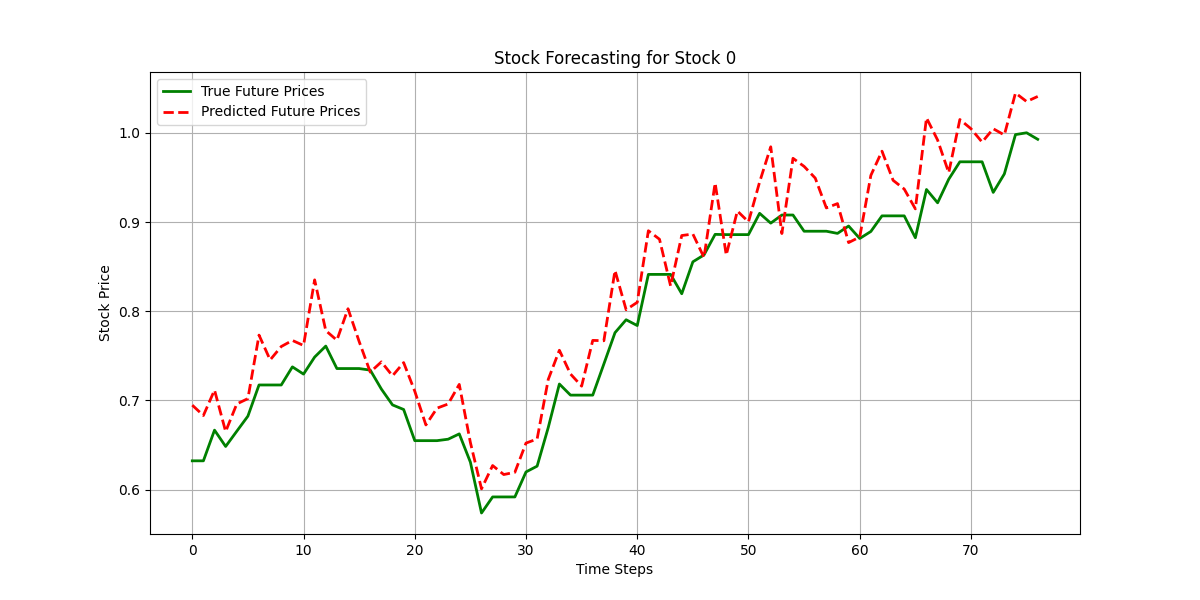 Stock Forecasting for Stock 0
True Future Prices
Predicted Future Prices
Stock Price
1.0
0.9
0.8
0.7
0.6
0 10 20 30 40 50 60 70
Time Steps